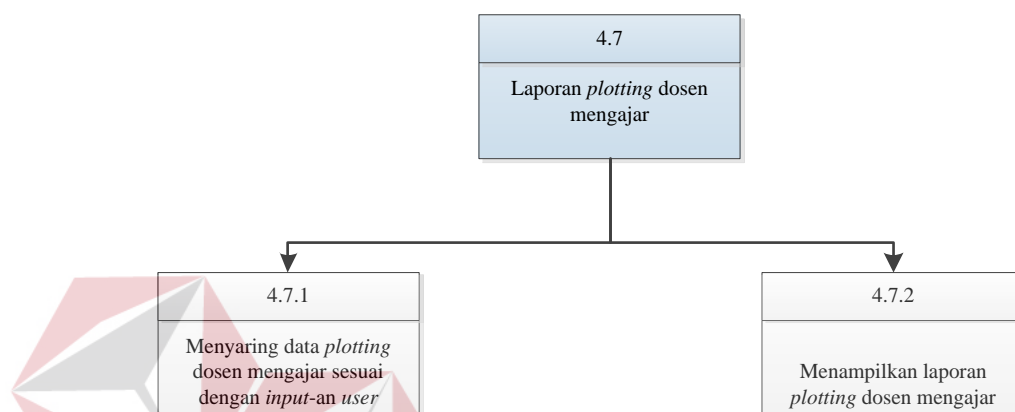 4.7
Laporan plotting dosen
mengajar
4.7.1
Menyaring data plotting
dosen mengajar sesuai
dengan input-an user
4.7.2
Menampilkan laporan
plotting dosen mengajar